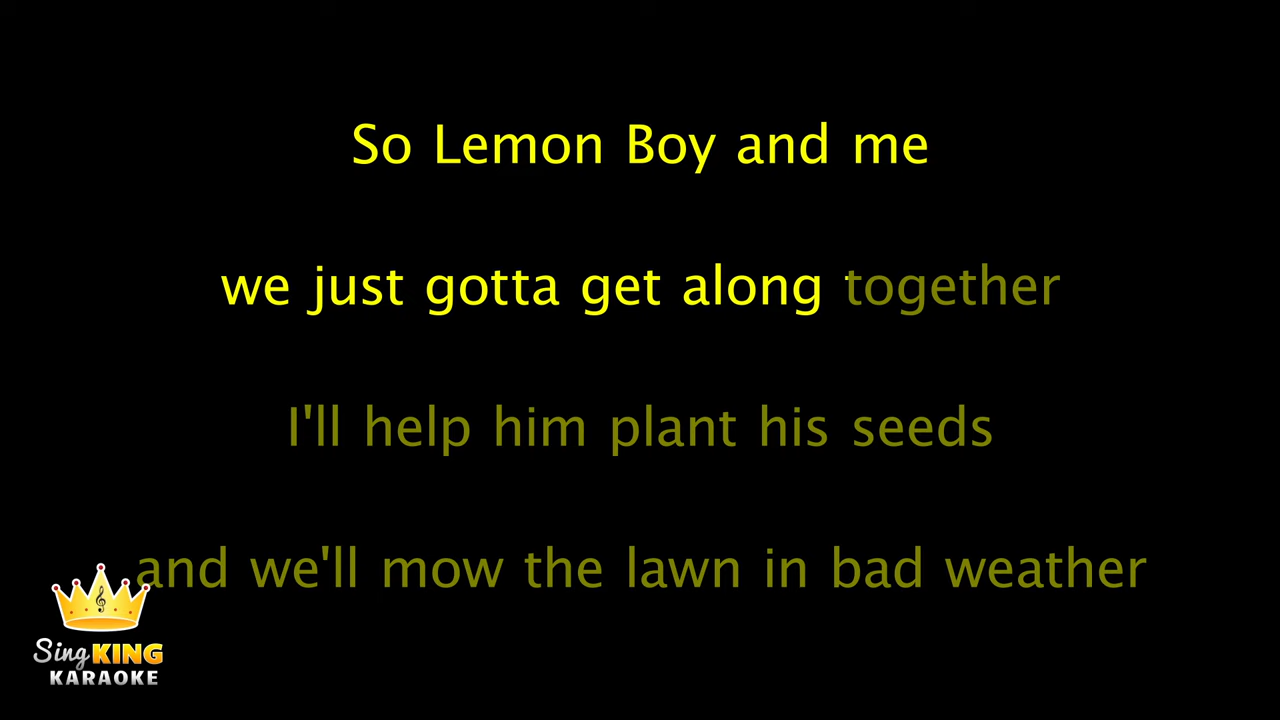 So Lemon Boy and me
we just gotta get along together
I'll help him plant his seeds
and we'll mow the lawn in bad weather
Sing KING
KARAOKE